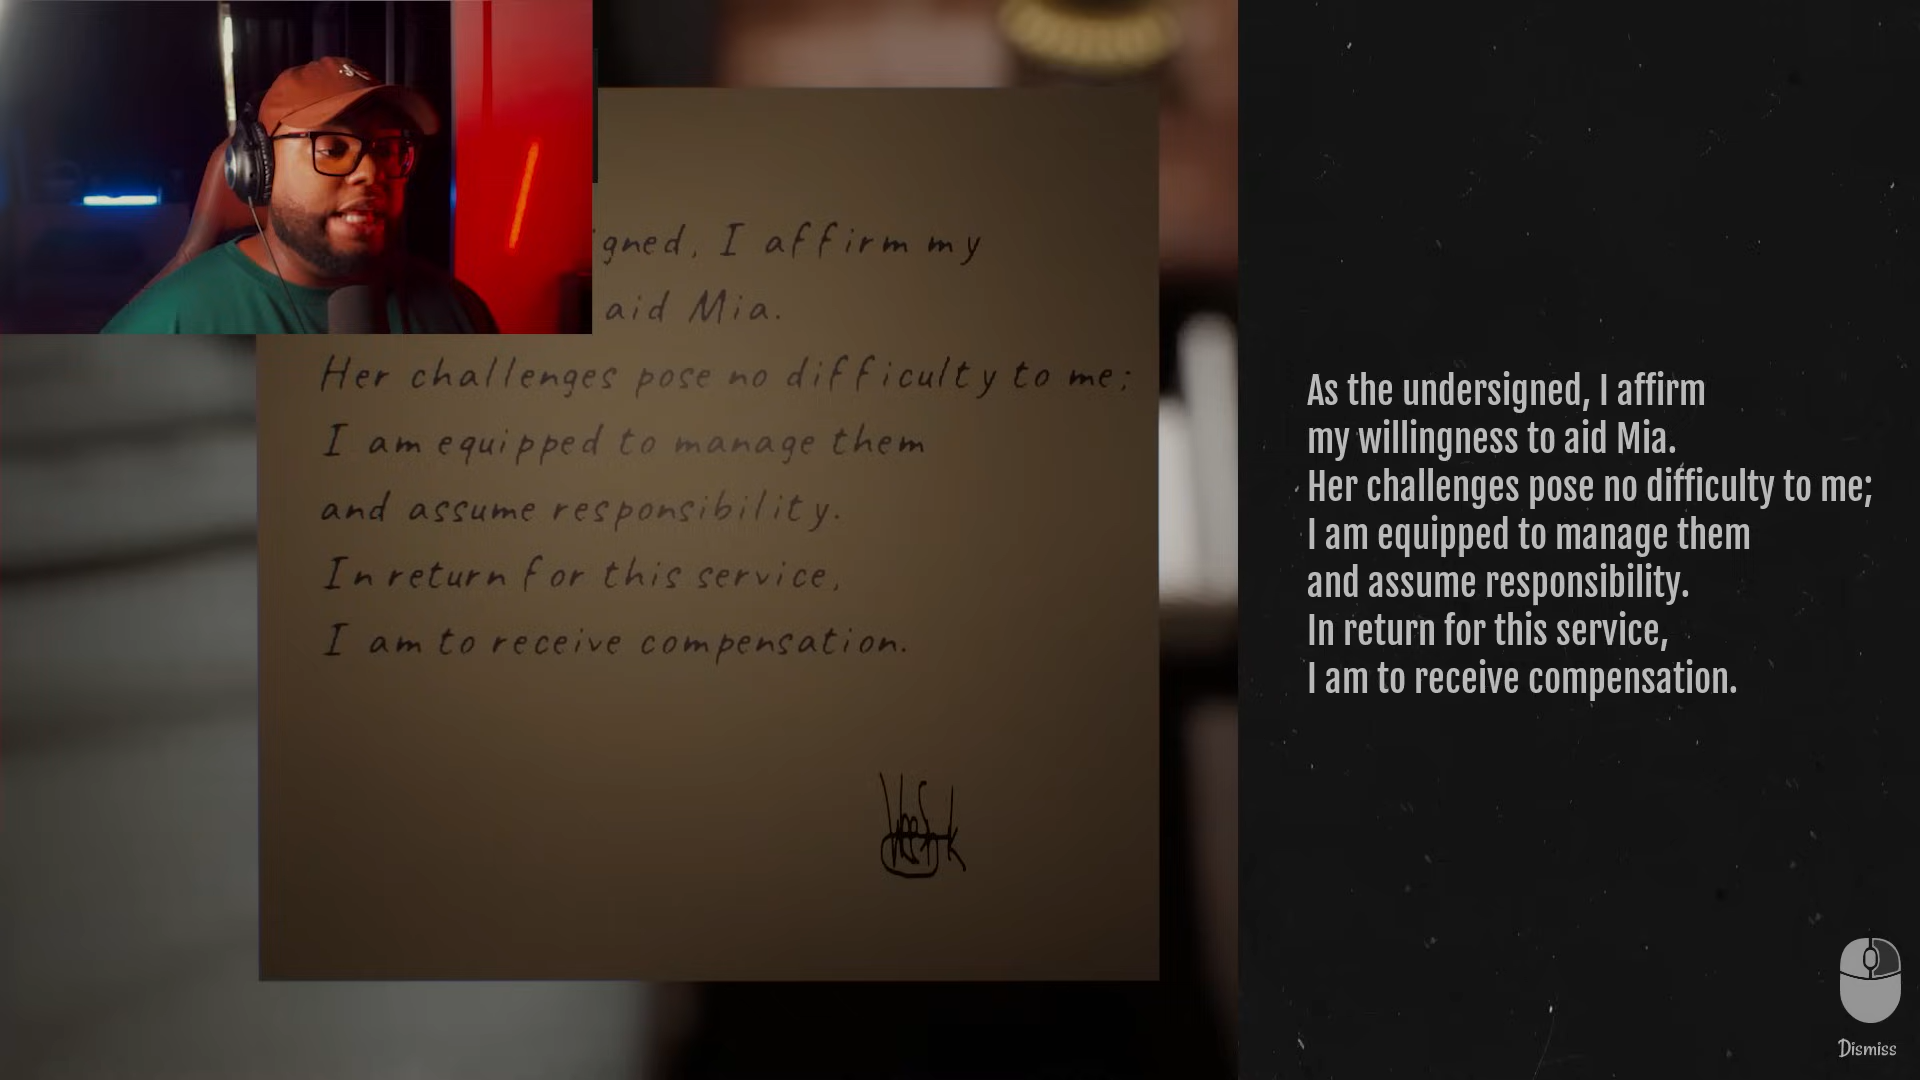 igned, I affirm my
aid Mia.
Her challenges pose no difficulty to me;
I am equipped to manage them
and assume responsibility.
In return for this service,
I am to receive compensation.
As the undersigned, I affirm
my willingness to aid Mia.
Her challenges pose no difficulty to me;
I am equipped to manage them
and assume responsibility.
In return for this service,
I am to receive compensation.
Dismiss